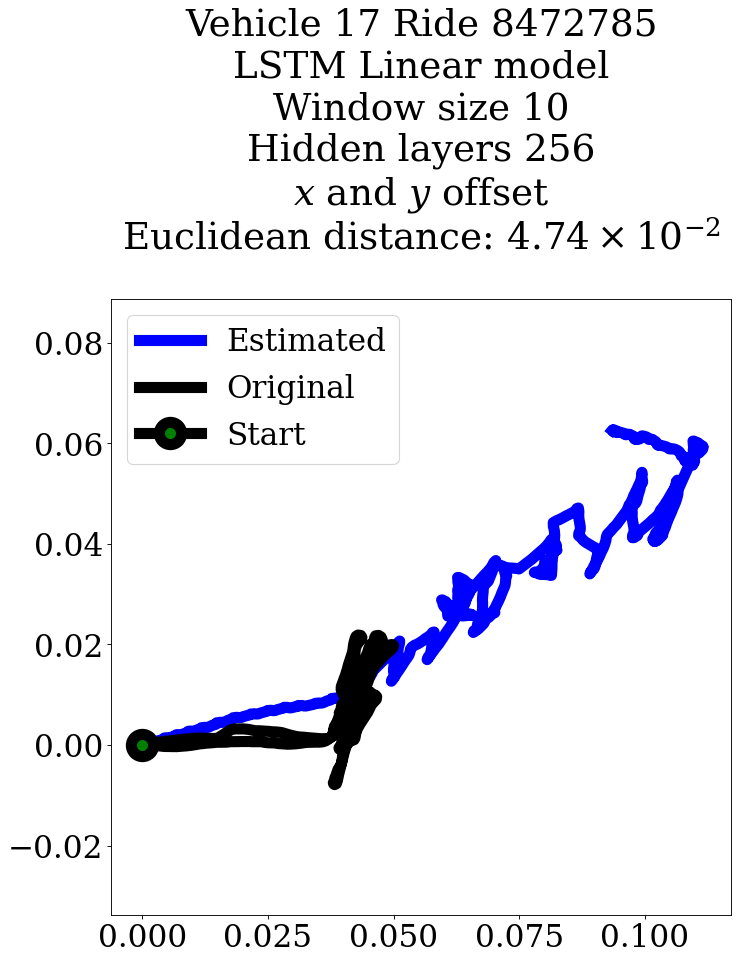 Vehicle 17 Ride 8472785
LSTM Linear model
Window size 10
Hidden layers 256
x and y offset
Euclidean distance: 4.74 × 10⁻²
Estimated
Original
Start
0.08
0.06
0.04
0.02
0.00
−0.02
0.000 0.025 0.050 0.075 0.100